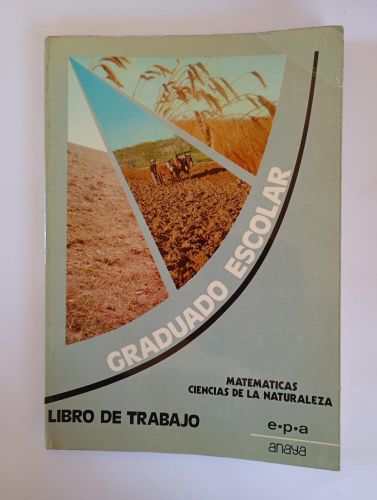 GRADUADO ESCOLAR
MATEMATICAS
CIENCIAS DE LA NATURALEZA
LIBRO DE TRABAJO
e·p·a
anaya